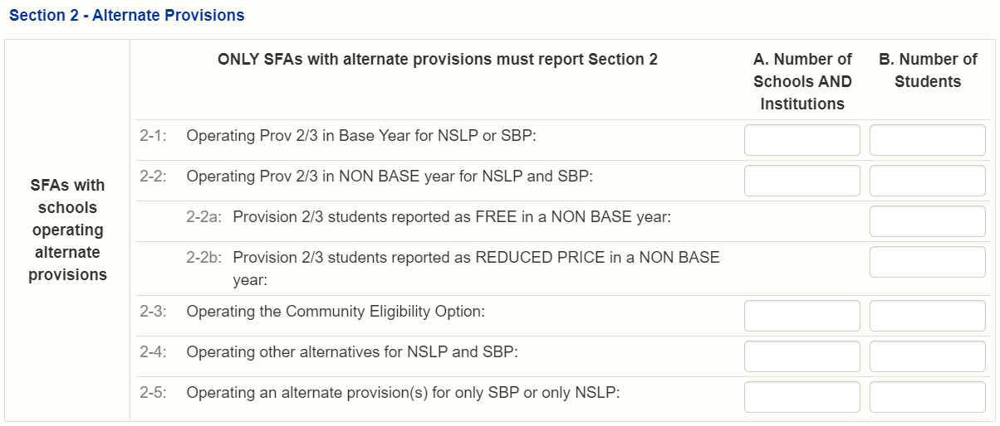 Section 2 - Alternate Provisions
ONLY SFAs with alternate provisions must report Section 2
A. Number of
Schools AND
Institutions
B. Number of
Students
SFAs with
schools
operating
alternate
provisions
2-1: Operating Prov 2/3 in Base Year for NSLP or SBP:
2-2: Operating Prov 2/3 in NON BASE year for NSLP and SBP:
2-2a: Provision 2/3 students reported as FREE in a NON BASE year:
2-2b: Provision 2/3 students reported as REDUCED PRICE in a NON BASE
year:
2-3: Operating the Community Eligibility Option:
2-4: Operating other alternatives for NSLP and SBP:
2-5: Operating an alternate provision(s) for only SBP or only NSLP: